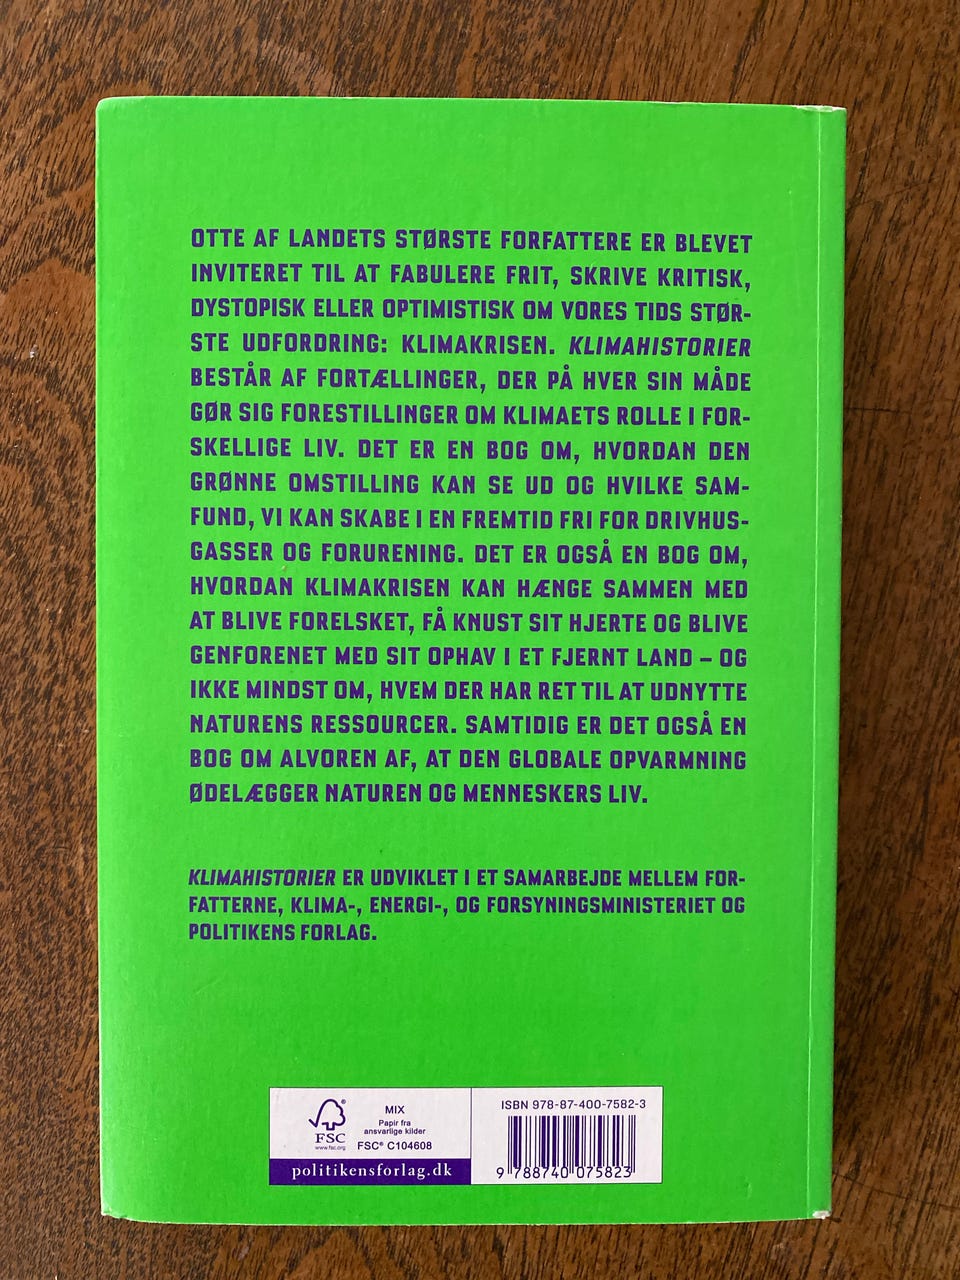 OTTE AF LANDETS STØRSTE FORFATTERE ER BLEVET
INVITERET TIL AT FABULERE FRIT, SKRIVE KRITISK,
DYSTOPISK ELLER OPTIMISTISK OM VORES TIDS STØR-
STE UDFORDRING: KLIMAKRISEN. KLIMAHISTORIER
BESTÅR AF FORTÆLLINGER, DER PÅ HVER SIN MÅDE
GØR SIG FORESTILLINGER OM KLIMAETS ROLLE I FOR-
SKELLIGE LIV. DET ER EN BOG OM, HVORDAN DEN
GRØNNE OMSTILLING KAN SE UD OG HVILKE SAM-
FUND, VI KAN SKABE I EN FREMTID FRI FOR DRIVHUS-
GASSER OG FORURENING. DET ER OGSÅ EN BOG OM,
HVORDAN KLIMAKRISEN KAN HÆNGE SAMMEN MED
AT BLIVE FORELSKET, FÅ KNUST SIT HJERTE OG BLIVE
GENFORENET MED SIT OPHAV I ET FJERNT LAND – OG
IKKE MINDST OM, HVEM DER HAR RET TIL AT UDNYTTE
NATURENS RESSOURCER. SAMTIDIG ER DET OGSÅ EN
BOG OM ALVOREN AF, AT DEN GLOBALE OPVARMNING
ØDELÆGGER NATUREN OG MENNESKERS LIV.
KLIMAHISTORIER ER UDVIKLET I ET SAMARBEJDE MELLEM FOR-
FATTERNE, KLIMA-, ENERGI-, OG FORSYNINGSMINISTERIET OG
POLITIKENS FORLAG.
FSC
www.fsc.org
MIX
Papir fra
ansvarlige kilder
FSC® C104608
politikensforlag.dk
ISBN 978-87-400-7582-3
9 788740 075823